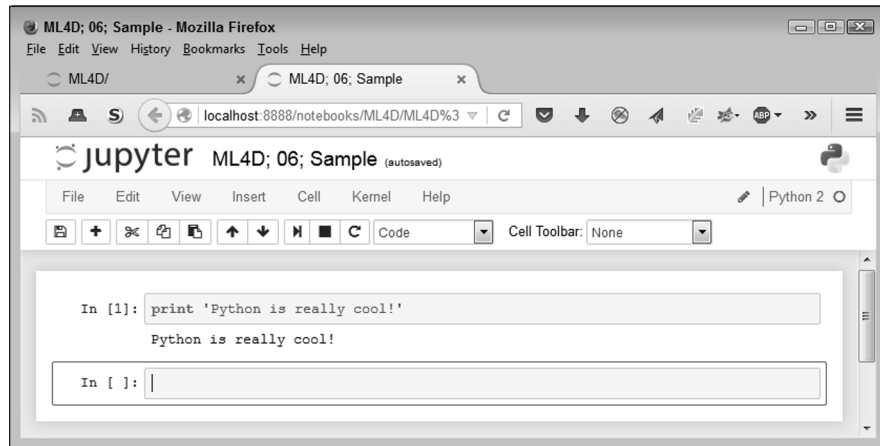 ML4D; 06; Sample - Mozilla Firefox
File Edit View History Bookmarks Tools Help
ML4D/ × ML4D; 06; Sample ×
S) localhost:8888/notebooks/ML4D/ML4D%3 ABP »
jupyter ML4D; 06; Sample (autosaved)
File Edit View Insert Cell Kernel Help Python 2
Code Cell Toolbar: None
In [1]: print 'Python is really cool!'
Python is really cool!
In [ ]: